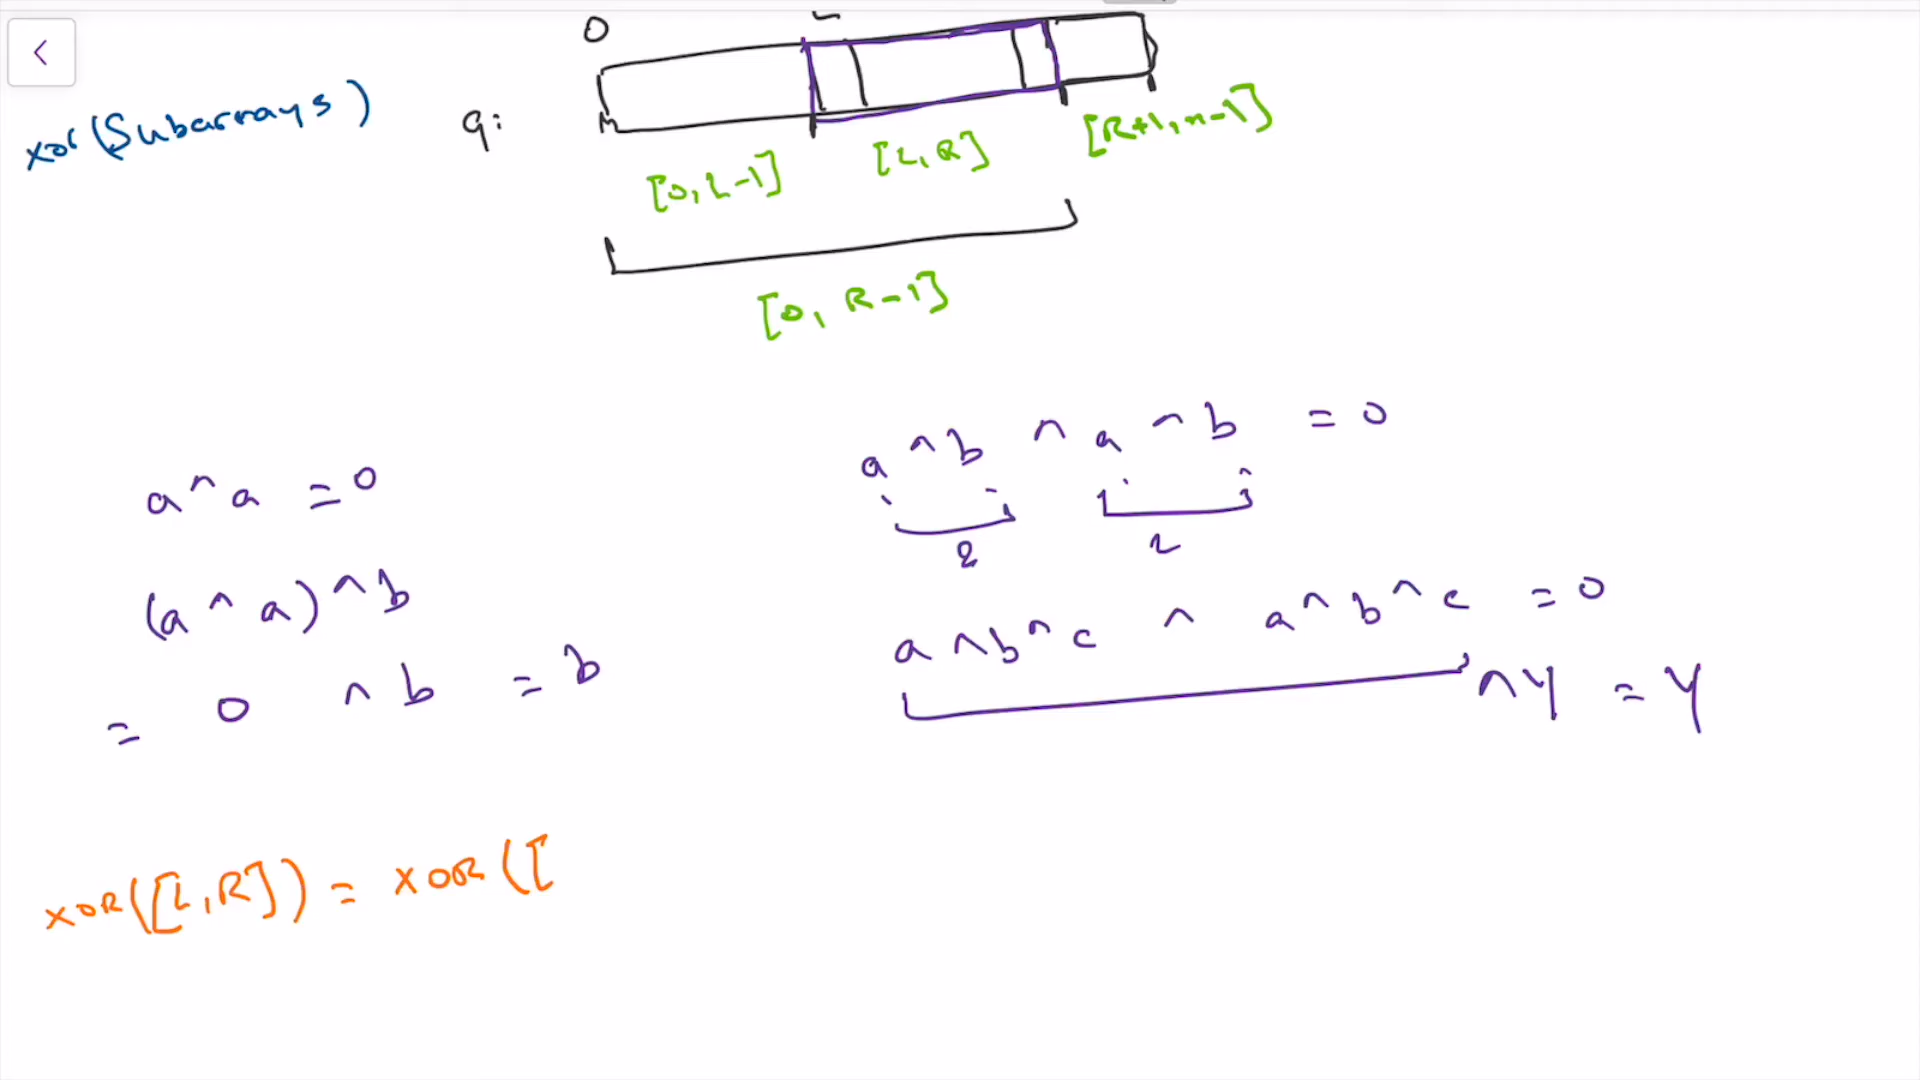 0 L
xor(Subarrays)
a:
[0, L-1] [L, R] [R+1, n-1]
[0, R-1]
a ^ b ^ a ^ b = 0
2 2
a ^ a = 0
(a ^ a) ^ b
= 0 ^ b = b
a ^ b ^ c ^ a ^ b ^ c = 0
^ y = y
XOR([L, R]) = XOR([